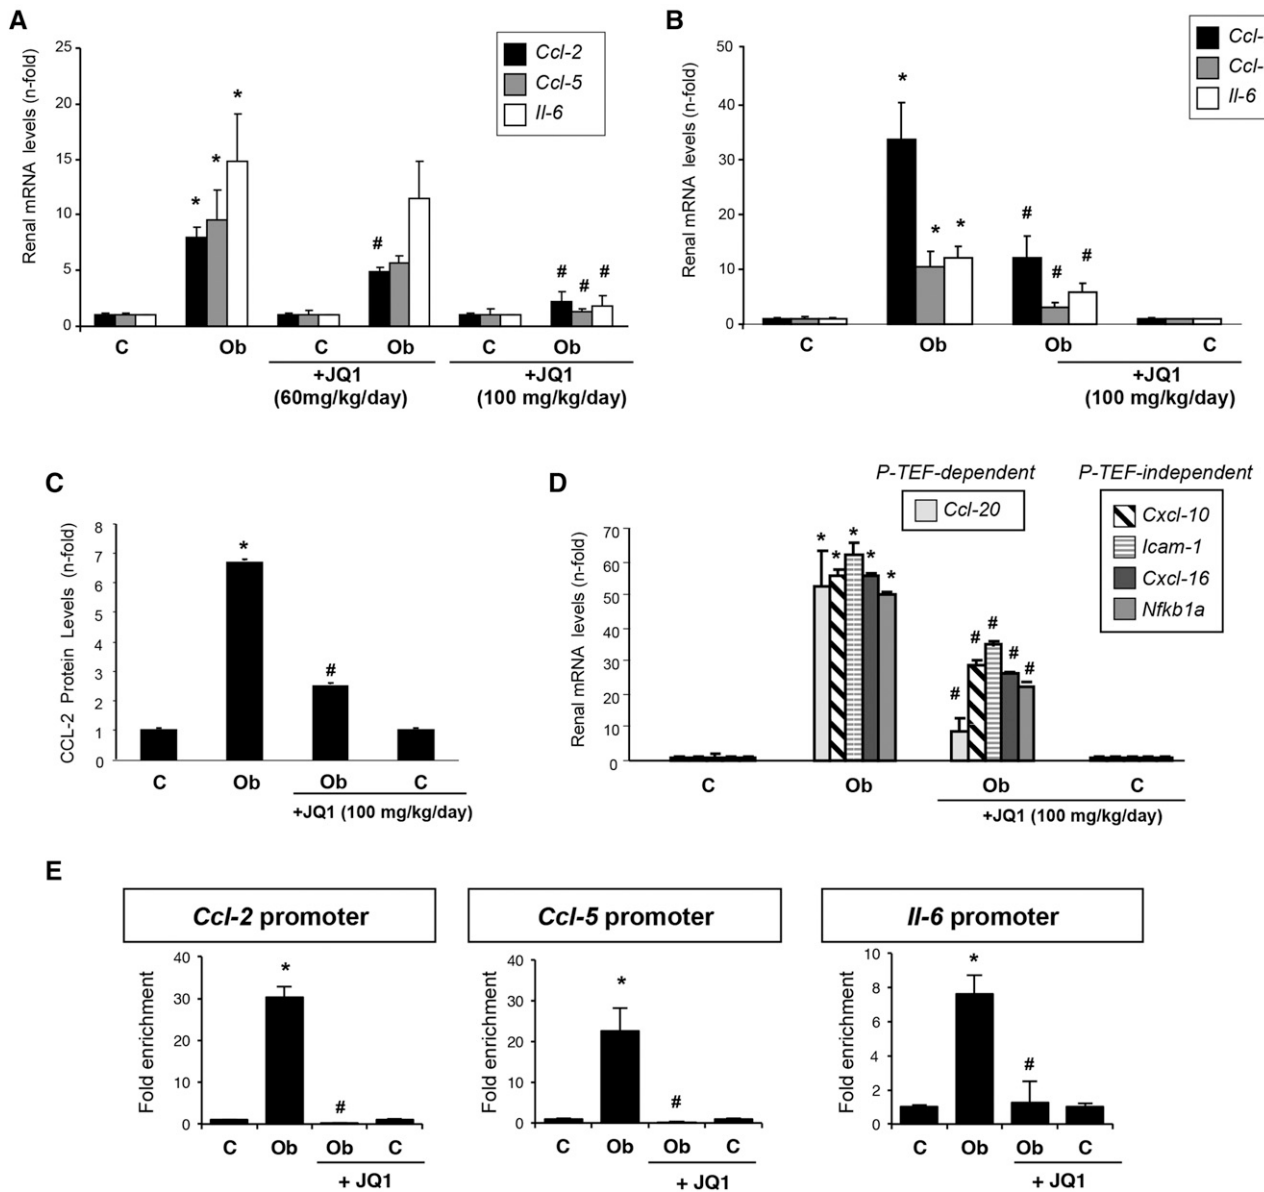 A
Renal mRNA levels (n-fold)
25
20
15
10
5
0
* * *
# # # #
Ccl-2
Ccl-5
Il-6
C Ob C Ob C Ob
+JQ1 +JQ1
(60mg/kg/day) (100 mg/kg/day)
B
Renal mRNA levels (n-fold)
50
40
30
20
10
0
* * *
# # #
Ccl-
Ccl-
Il-6
C Ob Ob C
+JQ1
(100 mg/kg/day)
C
CCL-2 Protein Levels (n-fold)
8
7
6
5
4
3
2
1
0
* #
C Ob Ob C
+JQ1 (100 mg/kg/day)
D
P-TEF-dependent
Ccl-20
P-TEF-independent
Cxcl-10
Icam-1
Cxcl-16
Nfkb1a
Renal mRNA levels (n-fold)
70
60
50
40
30
20
10
0
* * * * *
# # # # #
C Ob Ob C
+JQ1 (100 mg/kg/day)
E
Ccl-2 promoter
Fold enrichment
40
30
20
10
0
* #
C Ob Ob C
+ JQ1
Ccl-5 promoter
Fold enrichment
40
30
20
10
0
* #
C Ob Ob C
+ JQ1
Il-6 promoter
Fold enrichment
10
8
6
4
2
0
* #
C Ob Ob C
+ JQ1